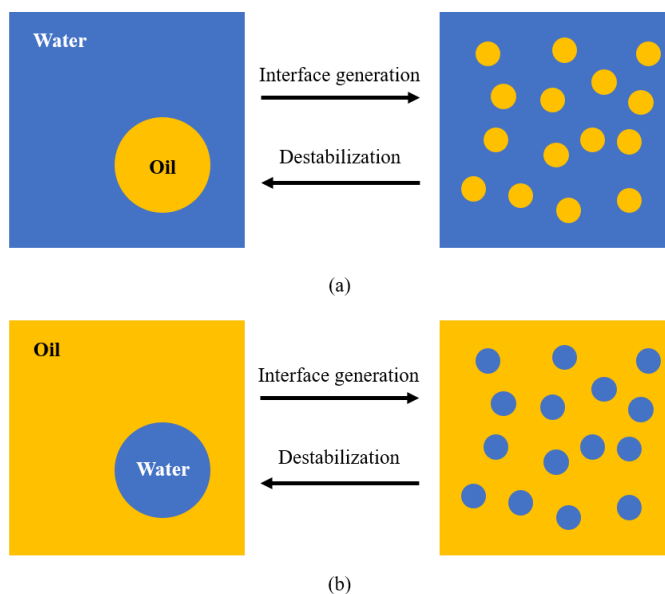 Water
Interface generation
Oil
Destabilization
(a)
Oil
Interface generation
Water
Destabilization
(b)